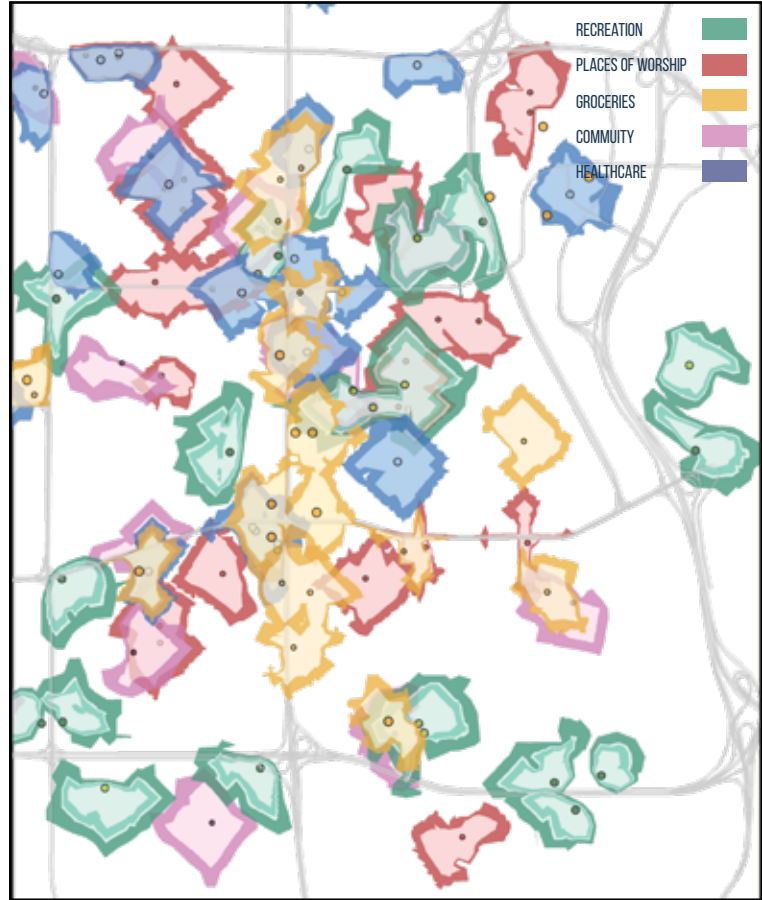 RECREATION
PLACES OF WORSHIP
GROCERIES
COMMUITY
HEALTHCARE